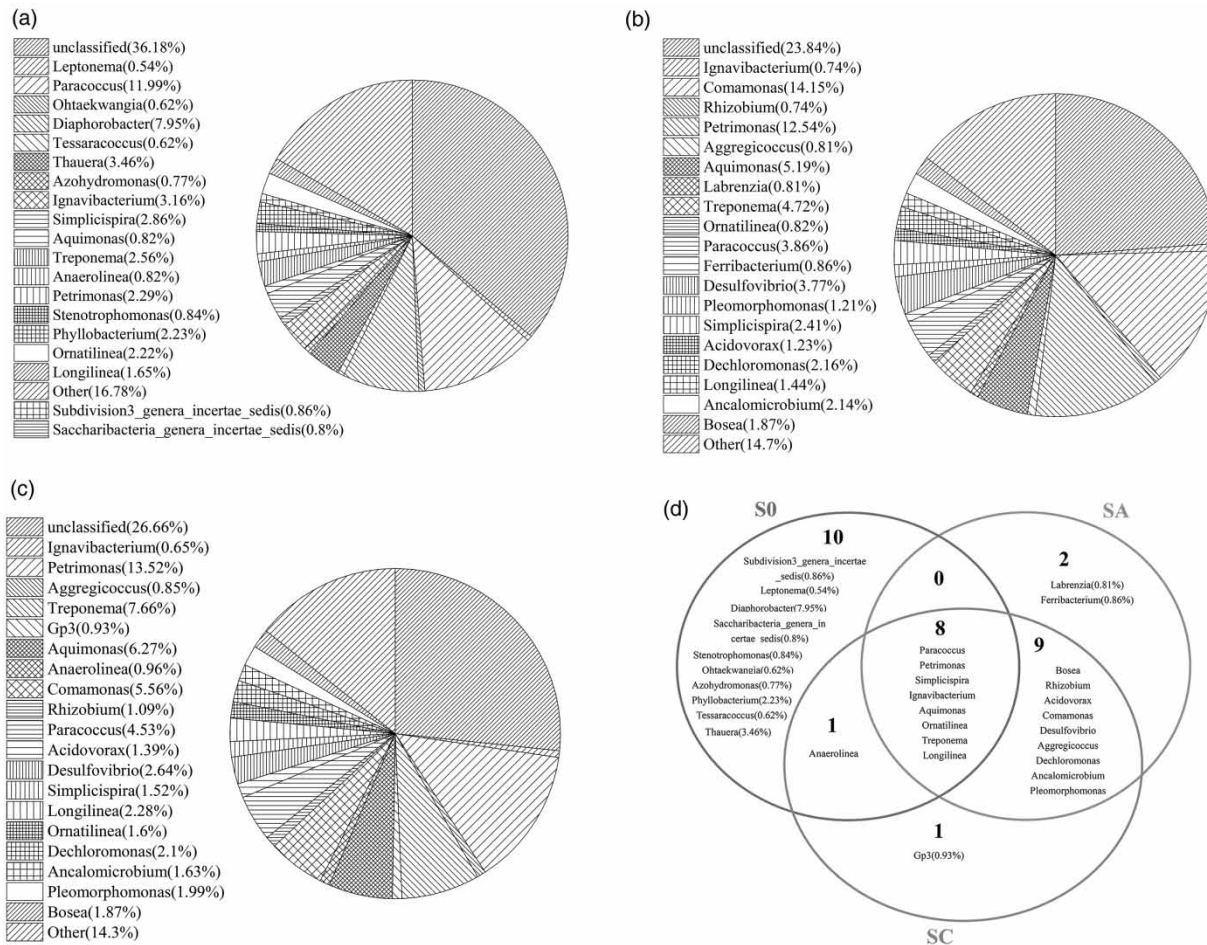 (a)
unclassified(36.18%)
Leptonema(0.54%)
Paracoccus(11.99%)
Ohtaekwangia(0.62%)
Diaphorobacter(7.95%)
Tessaracoccus(0.62%)
Thauera(3.46%)
Azohydromonas(0.77%)
Ignavibacterium(3.16%)
Simplicispira(2.86%)
Aquimonas(0.82%)
Treponema(2.56%)
Anaerolinea(0.82%)
Petrimonas(2.29%)
Stenotrophomonas(0.84%)
Phyllobacterium(2.23%)
Ornatilinea(2.22%)
Longilinea(1.65%)
Other(16.78%)
Subdivision3_genera_incertae_sedis(0.86%)
Saccharibacteria_genera_incertae_sedis(0.8%)
(b)
unclassified(23.84%)
Ignavibacterium(0.74%)
Comamonas(14.15%)
Rhizobium(0.74%)
Petrimonas(12.54%)
Aggregicoccus(0.81%)
Aquimonas(5.19%)
Labrenzia(0.81%)
Treponema(4.72%)
Ornatilinea(0.82%)
Paracoccus(3.86%)
Ferribacterium(0.86%)
Desulfovibrio(3.77%)
Pleomorphomonas(1.21%)
Simplicispira(2.41%)
Acidovorax(1.23%)
Dechloromonas(2.16%)
Longilinea(1.44%)
Ancalomicrobium(2.14%)
Bosea(1.87%)
Other(14.7%)
(c)
unclassified(26.66%)
Ignavibacterium(0.65%)
Petrimonas(13.52%)
Aggregicoccus(0.85%)
Treponema(7.66%)
Gp3(0.93%)
Aquimonas(6.27%)
Anaerolinea(0.96%)
Comamonas(5.56%)
Rhizobium(1.09%)
Paracoccus(4.53%)
Acidovorax(1.39%)
Desulfovibrio(2.64%)
Simplicispira(1.52%)
Longilinea(2.28%)
Ornatilinea(1.6%)
Dechloromonas(2.1%)
Ancalomicrobium(1.63%)
Pleomorphomonas(1.99%)
Bosea(1.87%)
Other(14.3%)
(d)
S0
SA
10
Subdivision3_genera_incertae
_sedis(0.86%)
Leptonema(0.54%)
Diaphorobacter(7.95%)
Saccharibacteria_genera_in
certae_sedis(0.8%)
Stenotrophomonas(0.84%)
Ohtaekwangia(0.62%)
Azohydromonas(0.77%)
Phyllobacterium(2.23%)
Tessaracoccus(0.62%)
Thauera(3.46%)
0
2
Labrenzia(0.81%)
Ferribacterium(0.86%)
8
Paracoccus
Petrimonas
Simplicispira
Ignavibacterium
Aquimonas
Ornatilinea
Treponema
Longilinea
9
Bosea
Rhizobium
Acidovorax
Comamonas
Desulfovibrio
Aggregicoccus
Dechloromonas
Ancalomicrobium
Pleomorphomonas
1
Anaerolinea
1
Gp3(0.93%)
SC